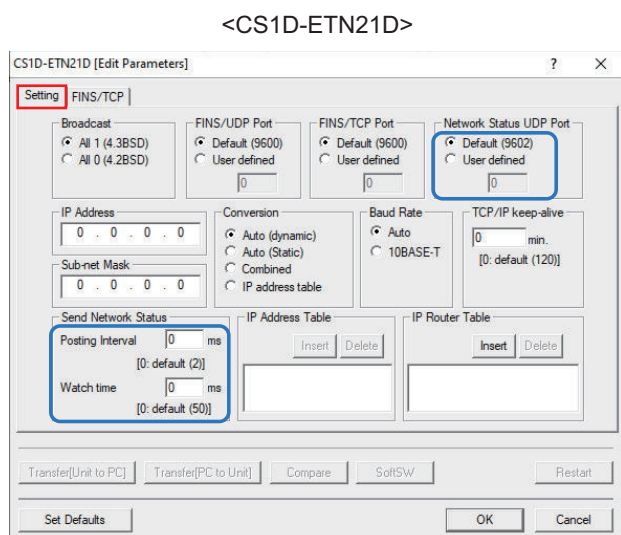 <CS1D-ETN21D>
CS1D-ETN21D [Edit Parameters] ? X
Setting FINS/TCP
Broadcast
All 1 (4.3BSD)
All 0 (4.2BSD)
FINS/UDP Port
Default (9600)
User defined
0
FINS/TCP Port
Default (9600)
User defined
0
Network Status UDP Port
Default (9602)
User defined
0
IP Address
0 . 0 . 0 . 0
Sub-net Mask
0 . 0 . 0 . 0
Conversion
Auto (dynamic)
Auto (Static)
Combined
IP address table
Baud Rate
Auto
10BASE-T
TCP/IP keep-alive
0 min.
[0: default (120)]
Send Network Status
Posting Interval 0 ms
[0: default (2)]
Watch time 0 ms
[0: default (50)]
IP Address Table
Insert Delete
IP Router Table
Insert Delete
Transfer[Unit to PC] Transfer[PC to Unit] Compare SoftSW Restart
Set Defaults OK Cancel